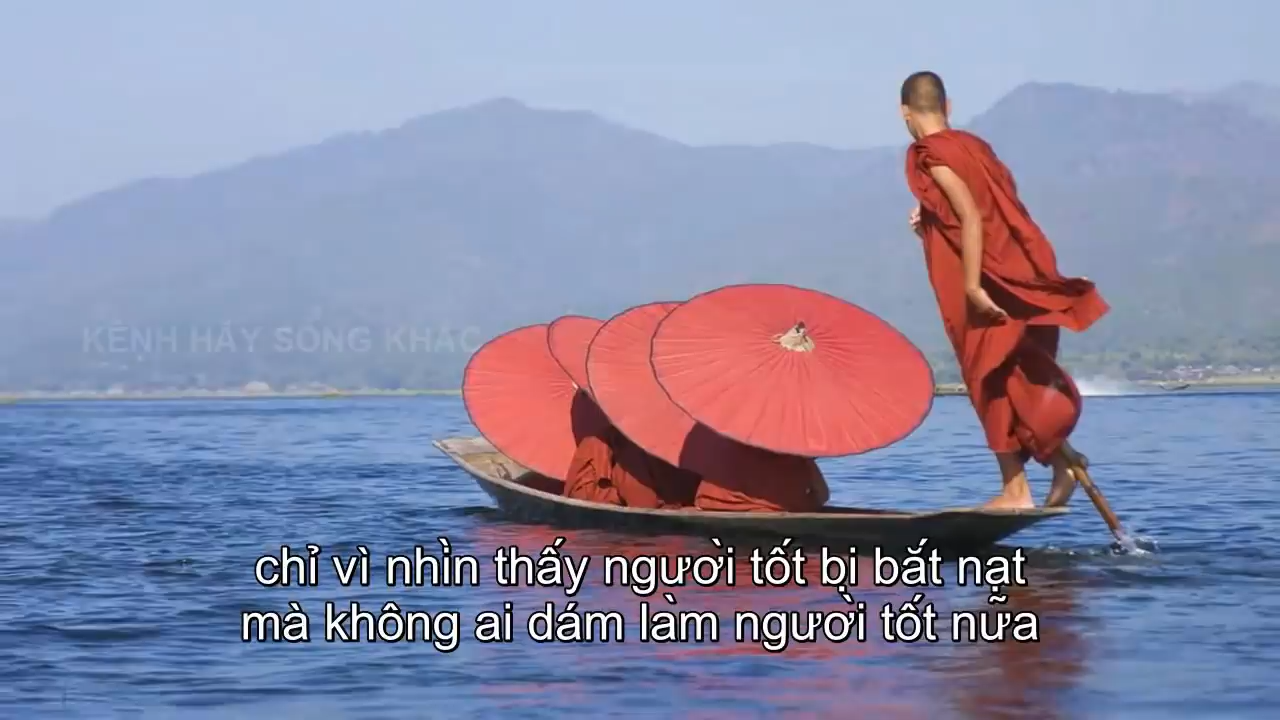 KÊNH HÃY SỐNG KHÁC
chỉ vì nhìn thấy người tốt bị bắt nạt
mà không ai dám làm người tốt nữa